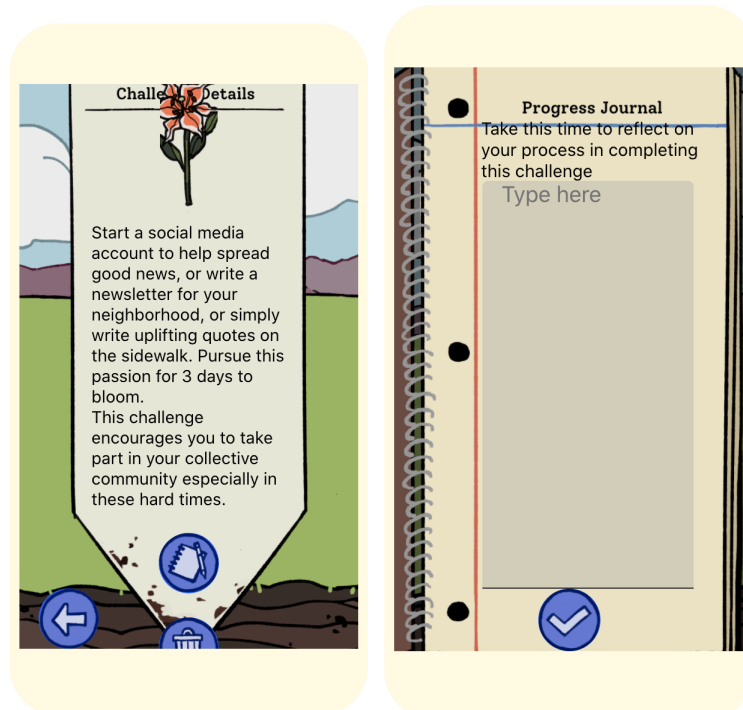 Challe Details
Start a social media
account to help spread
good news, or write a
newsletter for your
neighborhood, or simply
write uplifting quotes on
the sidewalk. Pursue this
passion for 3 days to
bloom.
This challenge
encourages you to take
part in your collective
community especially in
these hard times.
Progress Journal
Take this time to reflect on
your process in completing
this challenge
Type here